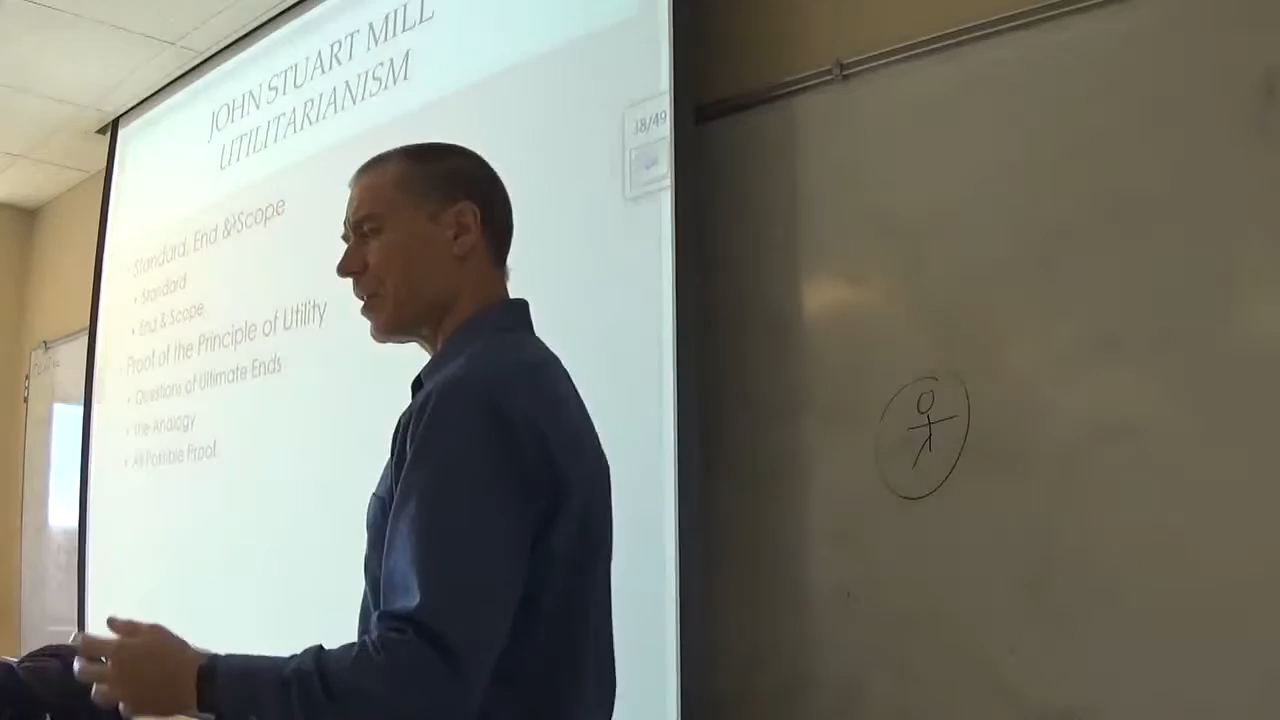 JOHN STUART MILL
UTILITARIANISM
38/49
Standard, End & Scope
Standard
End & Scope
Proof of the Principle of Utility
Questions of Ultimate Ends
The Analogy
All Possible Proof